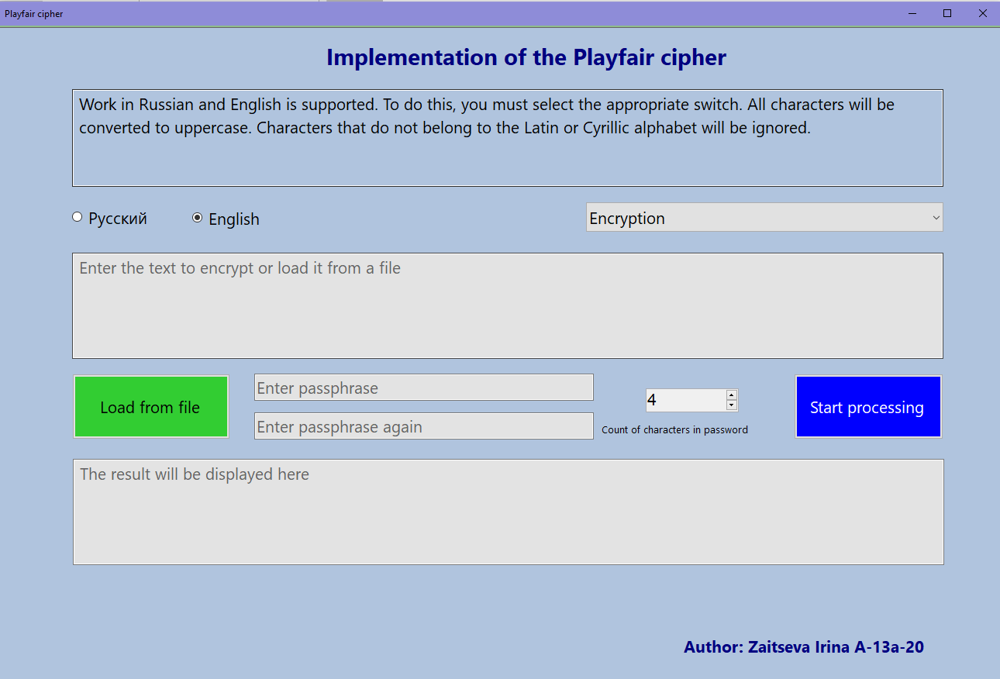 Playfair cipher
Implementation of the Playfair cipher
Work in Russian and English is supported. To do this, you must select the appropriate switch. All characters will be
converted to uppercase. Characters that do not belong to the Latin or Cyrillic alphabet will be ignored.
Русский English Encryption
Enter the text to encrypt or load it from a file
Load from file
Enter passphrase
Enter passphrase again
4
Count of characters in password
Start processing
The result will be displayed here
Author: Zaitseva Irina A-13a-20